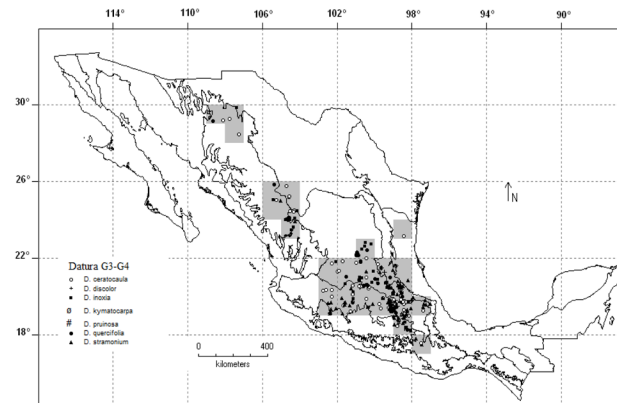 114° 110° 106° 102° 98° 94° 90°
30°
26°
N
22°
Datura G3-G4
D. ceratocaula
D. discolor
D. inoxia
D. kymatocarpa
D. pruinosa
D. quercifolia
D. stramonium
18°
0 400
kilometers